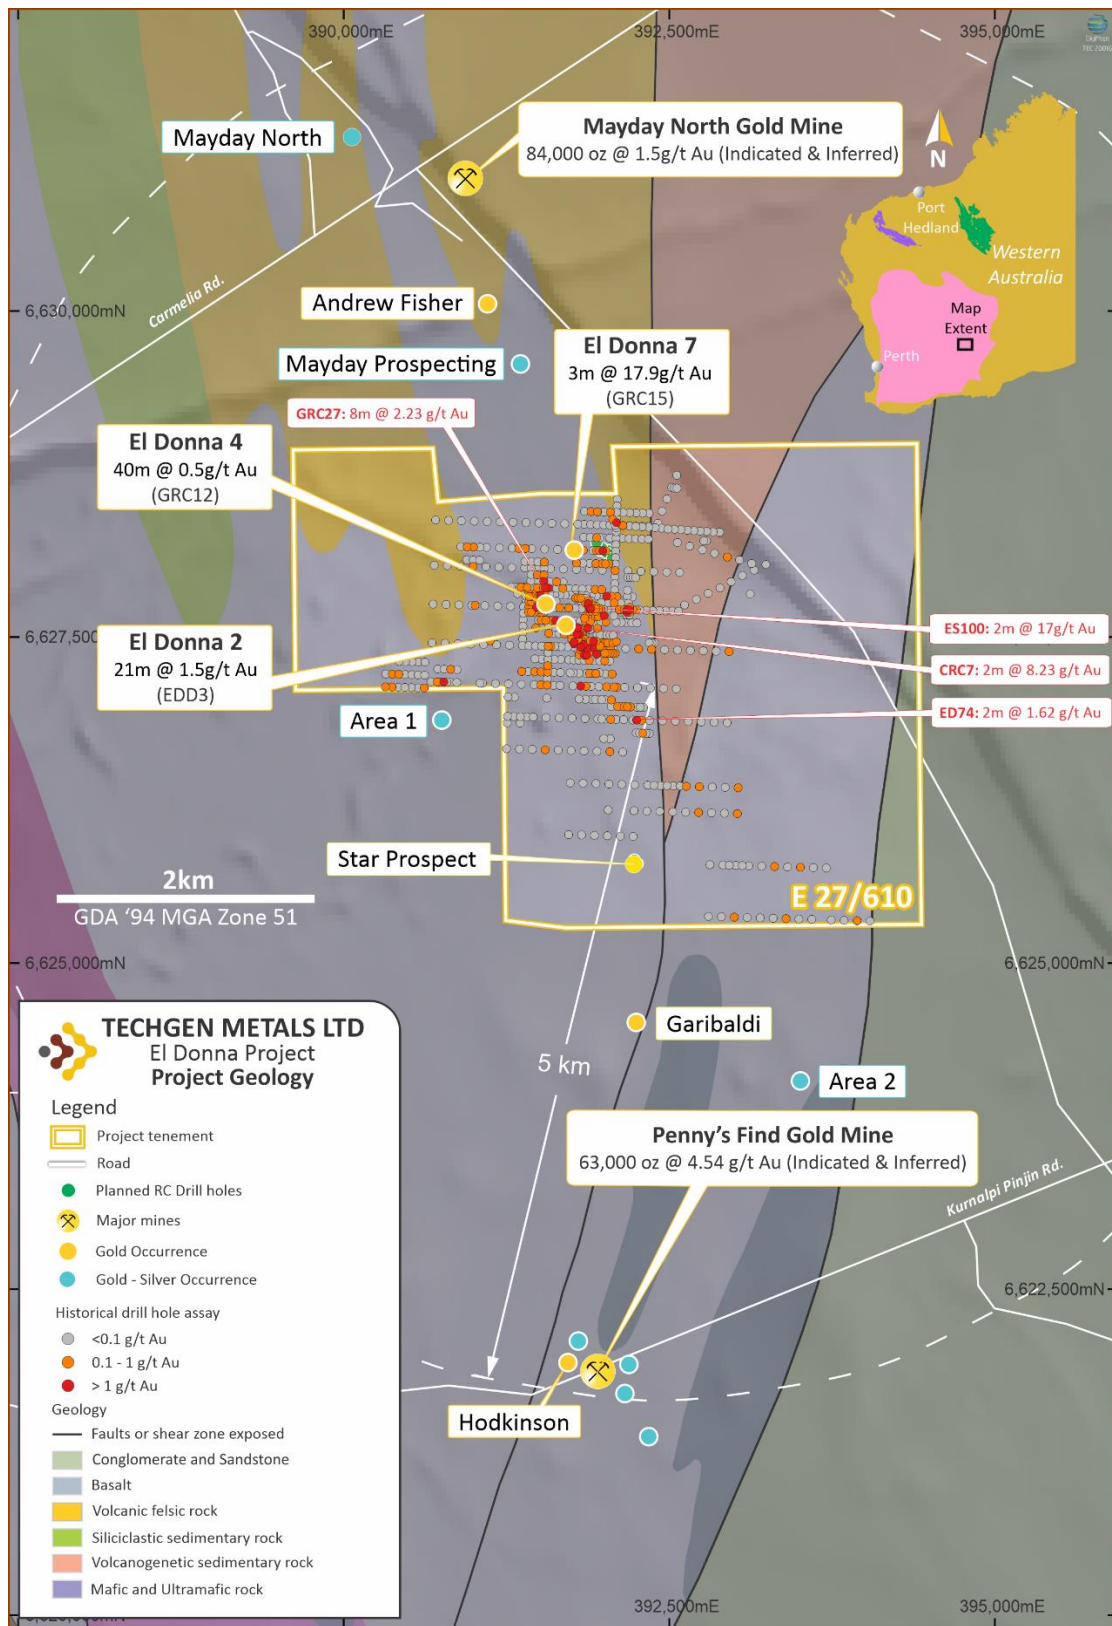 390,000mE
392,500mE
395,000mE
DigiMaps
Mayday North
Mayday North Gold Mine
84,000 oz @ 1.5g/t Au (Indicated & Inferred)
N
Port
Hedland
Western
Australia
Map
Extent
Perth
Carmelia Rd.
6,630,000mN
Andrew Fisher
Mayday Prospecting
El Donna 7
3m @ 17.9g/t Au
(GRC15)
GRC27: 8m @ 2.23 g/t Au
El Donna 4
40m @ 0.5g/t Au
(GRC12)
6,627,500
6,627,500mN
El Donna 2
21m @ 1.5g/t Au
(EDD3)
ES100: 2m @ 17g/t Au
CRC7: 2m @ 8.23 g/t Au
ED74: 2m @ 1.62 g/t Au
Area 1
Star Prospect
2km
GDA ‘94 MGA Zone 51
E 27/610
6,625,000mN
6,625,000mN
Garibaldi
5 km
Area 2
Penny’s Find Gold Mine
63,000 oz @ 4.54 g/t Au (Indicated & Inferred)
Kurnalpi Pinjin Rd.
6,622,500mN
Hodkinson
TECHGEN METALS LTD
El Donna Project
Project Geology
Legend
Project tenement
Road
Planned RC Drill holes
Major mines
Gold Occurrence
Gold - Silver Occurrence
Historical drill hole assay
<0.1 g/t Au
0.1 - 1 g/t Au
> 1 g/t Au
Geology
Faults or shear zone exposed
Conglomerate and Sandstone
Basalt
Volcanic felsic rock
Siliciclastic sedimentary rock
Volcanogenetic sedimentary rock
Mafic and Ultramafic rock
392,500mE
395,000mE